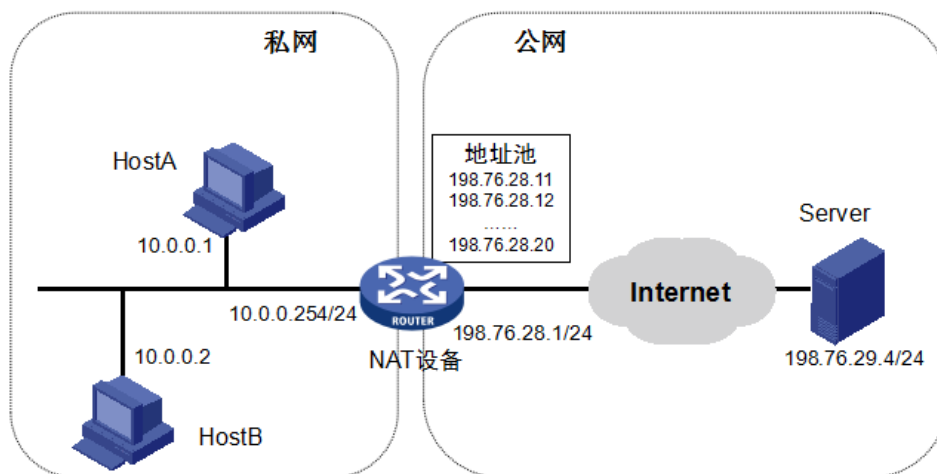 私网
公网
HostA
地址池
198.76.28.11
198.76.28.12
......
198.76.28.20
Server
10.0.0.1
10.0.0.254/24
ROUTER
Internet
198.76.28.1/24
10.0.0.2
NAT设备
198.76.29.4/24
HostB